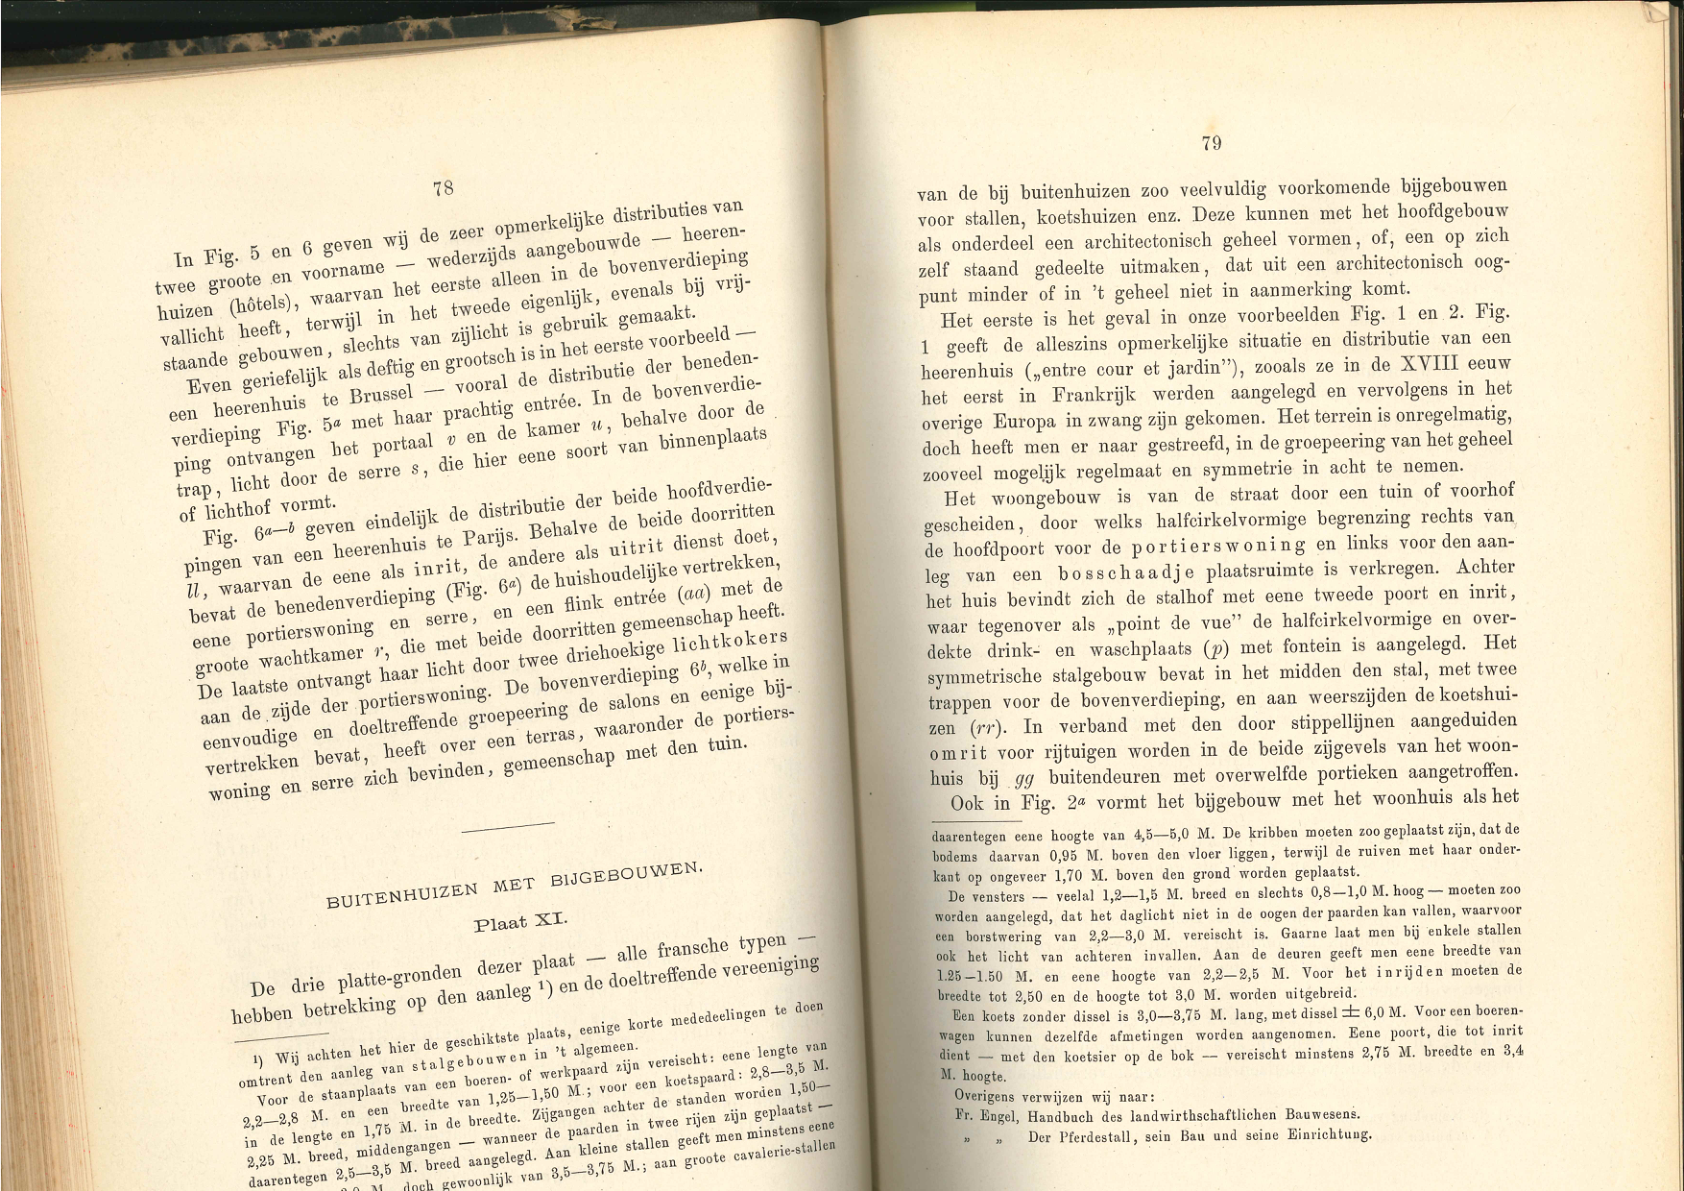 78
In Fig. 5 en 6 geven wij de zeer opmerkelijke distributies van
twee groote en voorname — wederzijds aangebouwde — heeren-
huizen (hôtels), waarvan het eerste alleen in de bovenverdieping
vallicht heeft, terwijl in het tweede eigenlijk, evenals bij vrij-
staande gebouwen, slechts van zijlicht is gebruik gemaakt.
Even geriefelijk als deftig en grootsch is in het eerste voorbeeld —
een heerenhuis te Brussel — vooral de distributie der beneden-
verdieping Fig. 5a met haar prachtig entrée. In de bovenverdie-
ping ontvangen het portaal v en de kamer u, behalve door de
trap, licht door de serre s, die hier eene soort van binnenplaats
of lichthof vormt.
Fig. 6a—b geven eindelijk de distributie der beide hoofdverdie-
pingen van een heerenhuis te Parijs. Behalve de beide doorritten
ll, waarvan de eene als inrit, de andere als uitrit dienst doet,
bevat de benedenverdieping (Fig. 6a) de huishoudelijke vertrekken,
eene portierswoning en serre, en een flink entrée (aa) met de
groote wachtkamer r, die met beide doorritten gemeenschap heeft.
De laatste ontvangt haar licht door twee driehoekige lichtkokers
aan de zijde der portierswoning. De bovenverdieping 6b, welke in
eenvoudige en doeltreffende groepeering de salons en eenige bij-
vertrekken bevat, heeft over een terras, waaronder de portiers-
woning en serre zich bevinden, gemeenschap met den tuin.
BUITENHUIZEN MET BIJGEBOUWEN.
Plaat XI.
De drie platte-gronden dezer plaat — alle fransche typen —
hebben betrekking op den aanleg ¹) en de doeltreffende vereeniging
¹) Wij achten het hier de geschiktste plaats, eenige korte mededeelingen te doen
omtrent den aanleg van stalgebouwen in 't algemeen.
Voor de staanplaats van een boeren- of werkpaard zijn vereischt: eene lengte van
2,2—2,8 M. en een breedte van 1,25—1,50 M.; voor een koetspaard: 2,8—3,5 M.
in de lengte en 1,75 M. in de breedte. Zijgangen achter de standen worden 1,50—
2,25 M. breed, middengangen — wanneer de paarden in twee rijen zijn geplaatst —
daarentegen 2,5—3,5 M. breed aangelegd. Aan kleine stallen geeft men minstens eene
M. doch gewoonlijk van 3,5—3,75 M.; aan groote cavalerie-stallen
79
van de bij buitenhuizen zoo veelvuldig voorkomende bijgebouwen
voor stallen, koetshuizen enz. Deze kunnen met het hoofdgebouw
als onderdeel een architectonisch geheel vormen, of, een op zich
zelf staand gedeelte uitmaken, dat uit een architectonisch oog-
punt minder of in 't geheel niet in aanmerking komt.
Het eerste is het geval in onze voorbeelden Fig. 1 en 2. Fig.
1 geeft de alleszins opmerkelijke situatie en distributie van een
heerenhuis („entre cour et jardin”), zooals ze in de XVIII eeuw
het eerst in Frankrijk werden aangelegd en vervolgens in het
overige Europa in zwang zijn gekomen. Het terrein is onregelmatig,
doch heeft men er naar gestreefd, in de groepeering van het geheel
zooveel mogelijk regelmaat en symmetrie in acht te nemen.
Het woongebouw is van de straat door een tuin of voorhof
gescheiden, door welks halfcirkelvormige begrenzing rechts van
de hoofdpoort voor de portierswoning en links voor den aan-
leg van een bosschaadje plaatsruimte is verkregen. Achter
het huis bevindt zich de stalhof met eene tweede poort en inrit,
waar tegenover als „point de vue” de halfcirkelvormige en over-
dekte drink- en waschplaats (p) met fontein is aangelegd. Het
symmetrische stalgebouw bevat in het midden den stal, met twee
trappen voor de bovenverdieping, en aan weerszijden de koetshui-
zen (rr). In verband met den door stippellijnen aangeduiden
omrit voor rijtuigen worden in de beide zijgevels van het woon-
huis bij gg buitendeuren met overwelfde portieken aangetroffen.
Ook in Fig. 2a vormt het bijgebouw met het woonhuis als het
daarentegen eene hoogte van 4,5—5,0 M. De kribben moeten zoo geplaatst zijn, dat de
bodems daarvan 0,95 M. boven den vloer liggen, terwijl de ruiven met haar onder-
kant op ongeveer 1,70 M. boven den grond worden geplaatst.
De vensters — veelal 1,2—1,5 M. breed en slechts 0,8—1,0 M. hoog — moeten zoo
worden aangelegd, dat het daglicht niet in de oogen der paarden kan vallen, waarvoor
een borstwering van 2,2—3,0 M. vereischt is. Gaarne laat men bij enkele stallen
ook het licht van achteren invallen. Aan de deuren geeft men eene breedte van
1.25—1.50 M. en eene hoogte van 2,2—2,5 M. Voor het inrijden moeten de
breedte tot 2,50 en de hoogte tot 3,0 M. worden uitgebreid.
Een koets zonder dissel is 3,0—3,75 M. lang, met dissel ± 6,0 M. Voor een boeren-
wagen kunnen dezelfde afmetingen worden aangenomen. Eene poort, die tot inrit
dient — met den koetsier op de bok — vereischt minstens 2,75 M. breedte en 3,4
M. hoogte.
Overigens verwijzen wij naar:
Fr. Engel, Handbuch des landwirthschaftlichen Bauwesens.
„ „ Der Pferdestall, sein Bau und seine Einrichtung.